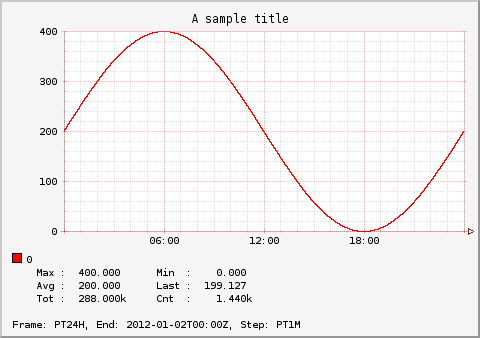 A sample title
400
300
200
100
0
06:00 12:00 18:00
0
Max : 400.000 Min : 0.000
Avg : 200.000 Last : 199.127
Tot : 288.000k Cnt : 1.440k
Frame: PT24H, End: 2012-01-02T00:00Z, Step: PT1M